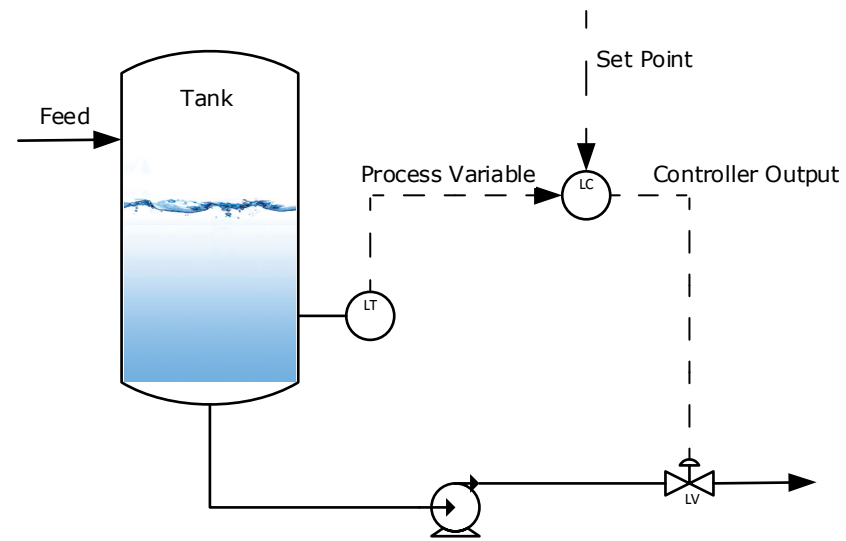 Set Point
Tank
Feed
Process Variable
LC
Controller Output
LT
LV